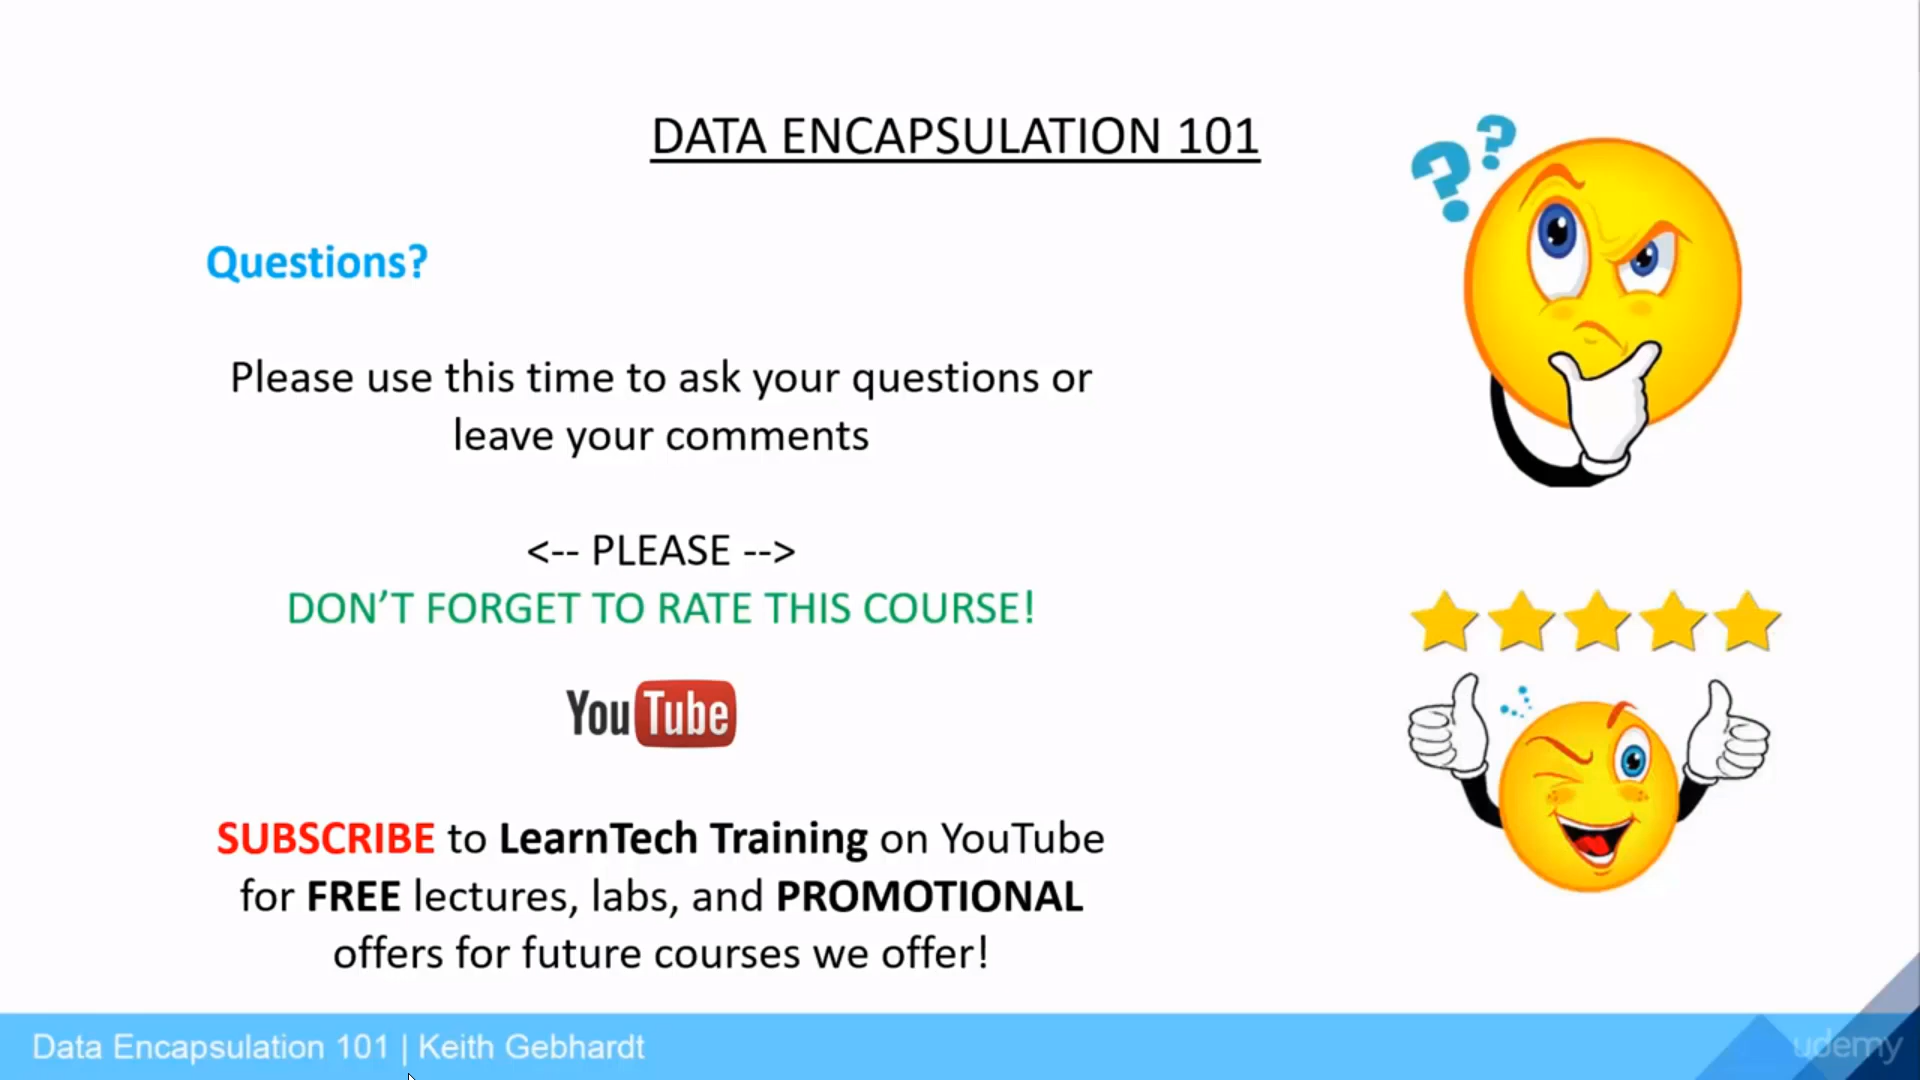 DATA ENCAPSULATION 101
Questions?
Please use this time to ask your questions or
leave your comments
<-- PLEASE -->
DON’T FORGET TO RATE THIS COURSE!
YouTube
SUBSCRIBE to LearnTech Training on YouTube
for FREE lectures, labs, and PROMOTIONAL
offers for future courses we offer!
Data Encapsulation 101 | Keith Gebhardt
udemy